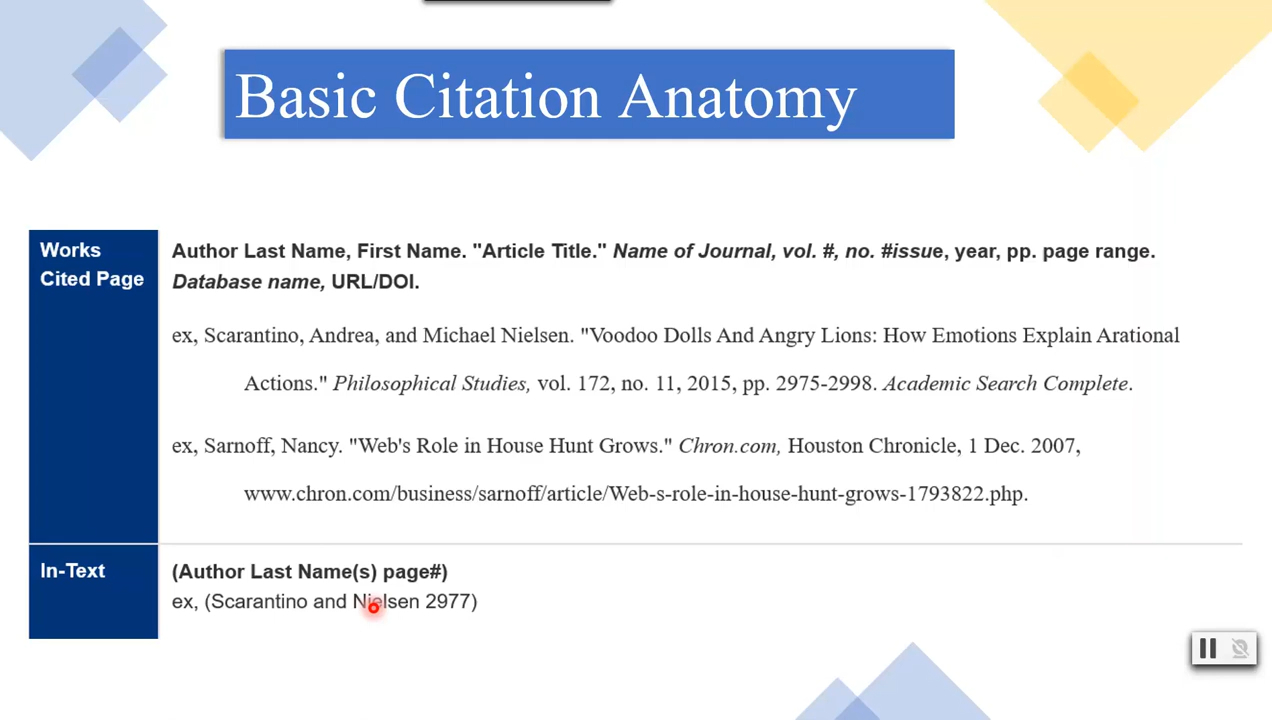 Basic Citation Anatomy
Works
Cited Page
Author Last Name, First Name. "Article Title." Name of Journal, vol. #, no. #issue, year, pp. page range.
Database name, URL/DOI.
ex, Scarantino, Andrea, and Michael Nielsen. "Voodoo Dolls And Angry Lions: How Emotions Explain Arational
Actions." Philosophical Studies, vol. 172, no. 11, 2015, pp. 2975-2998. Academic Search Complete.
ex, Sarnoff, Nancy. "Web's Role in House Hunt Grows." Chron.com, Houston Chronicle, 1 Dec. 2007,
www.chron.com/business/sarnoff/article/Web-s-role-in-house-hunt-grows-1793822.php.
In-Text
(Author Last Name(s) page#)
ex, (Scarantino and Nielsen 2977)